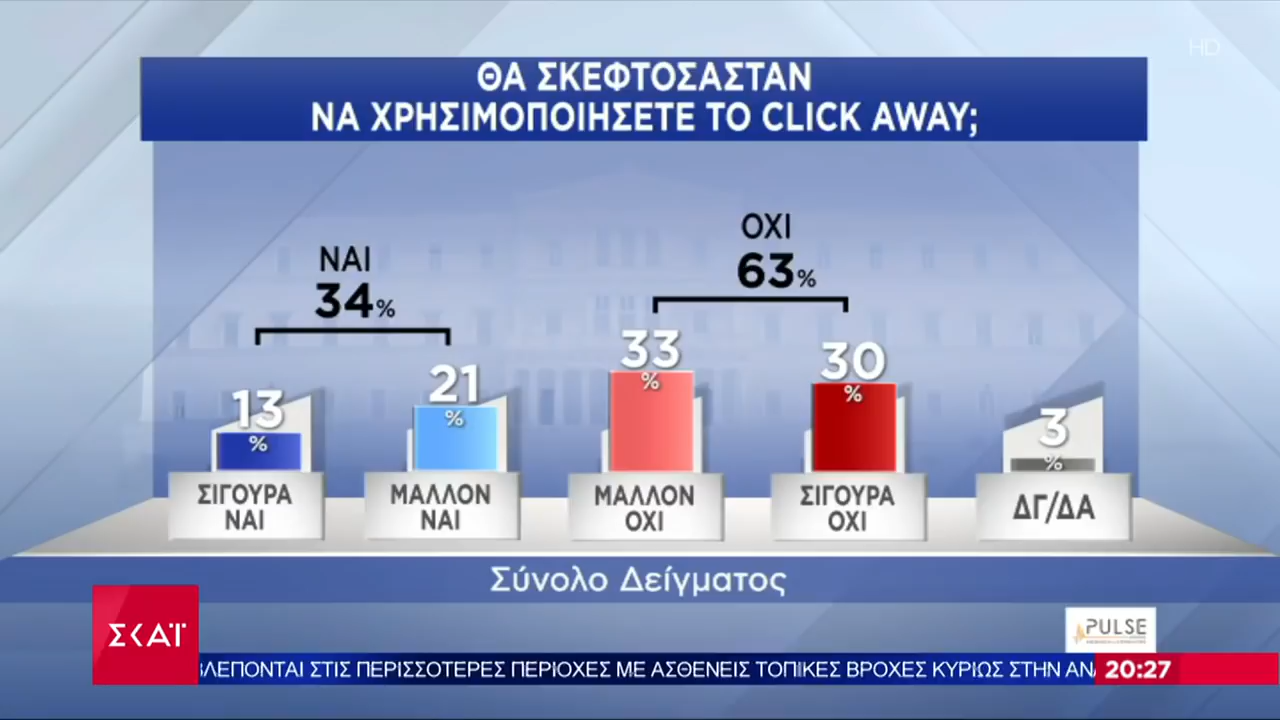 HD
ΘΑ ΣΚΕΦΤΟΣΑΣΤΑΝ
ΝΑ ΧΡΗΣΙΜΟΠΟΙΗΣΕΤΕ ΤΟ CLICK AWAY;
ΝΑΙ
34%
ΟΧΙ
63%
13%
21%
33%
30%
3%
ΣΙΓΟΥΡΑ
ΝΑΙ
ΜΑΛΛΟΝ
ΝΑΙ
ΜΑΛΛΟΝ
ΟΧΙ
ΣΙΓΟΥΡΑ
ΟΧΙ
ΔΓ/ΔΑ
Σύνολο Δείγματος
ΣΚΑΪ
PULSE
ΒΛΕΠΟΝΤΑΙ ΣΤΙΣ ΠΕΡΙΣΣΟΤΕΡΕΣ ΠΕΡΙΟΧΕΣ ΜΕ ΑΣΘΕΝΕΙΣ ΤΟΠΙΚΕΣ ΒΡΟΧΕΣ ΚΥΡΙΩΣ ΣΤΗΝ ΑΝΑ
20:27